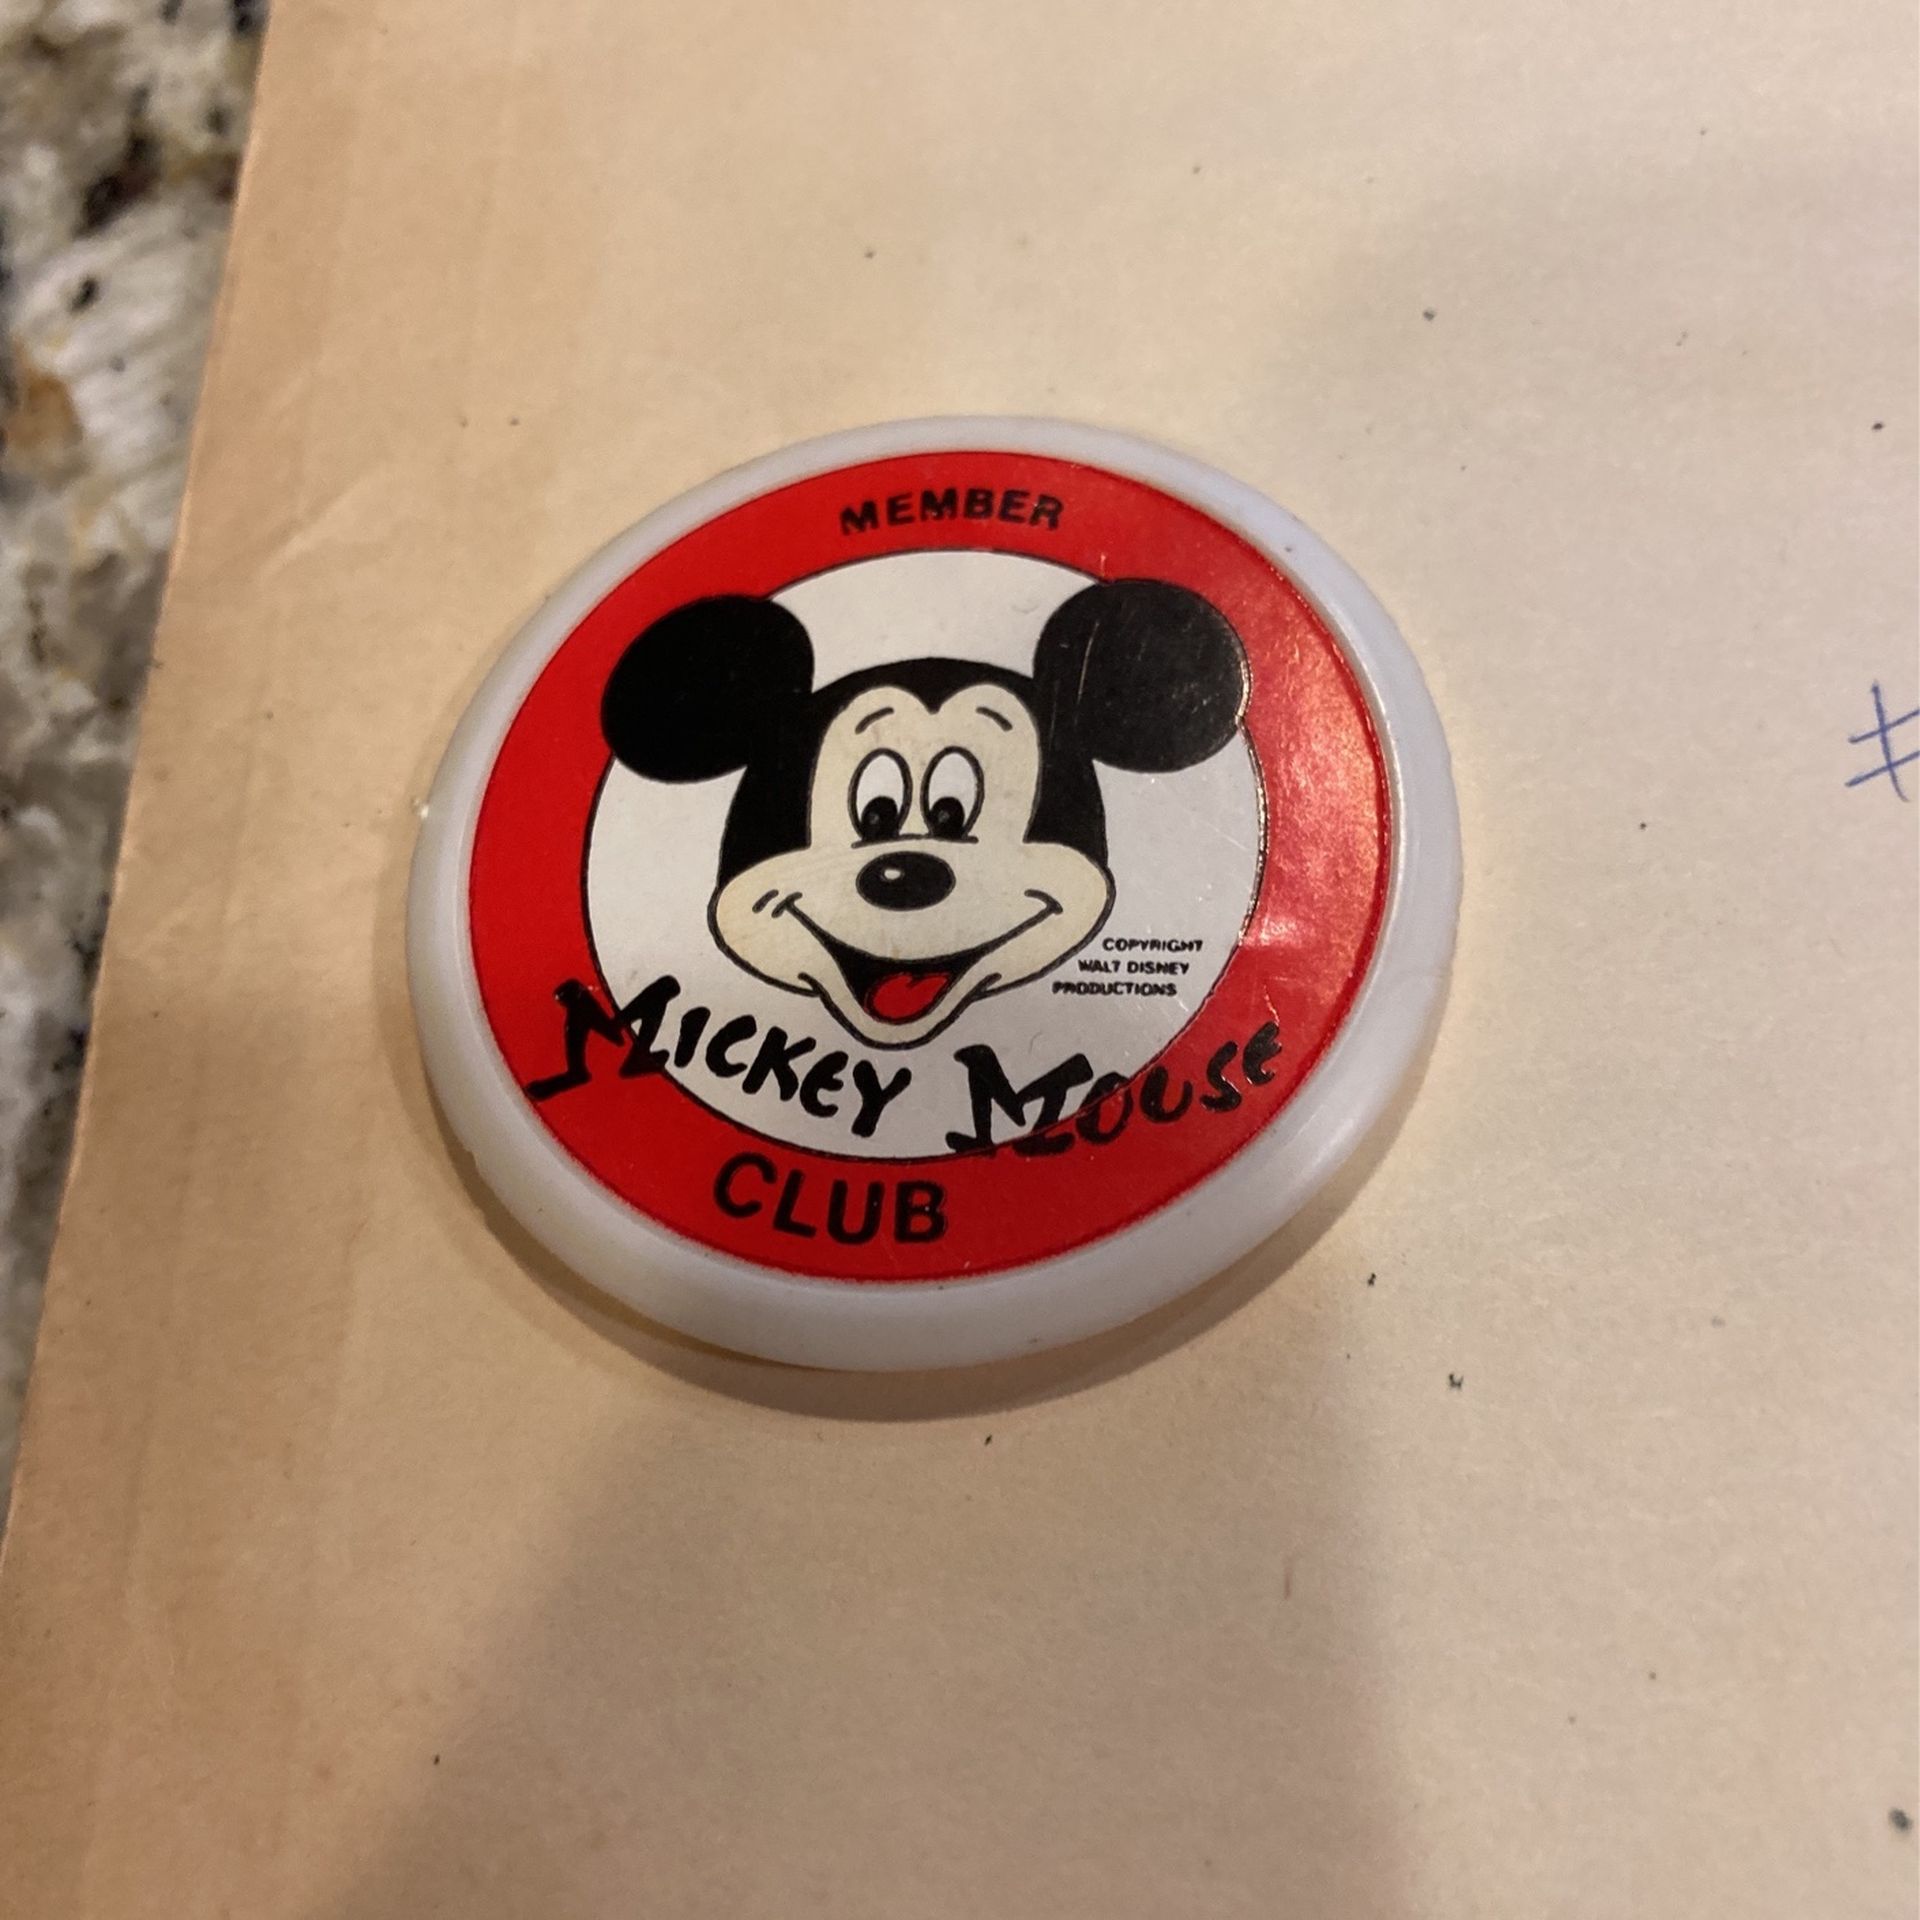 MEMBER
COPYRIGHT
WALT DISNEY
PRODUCTIONS
MICKEY MOUSE
CLUB
#